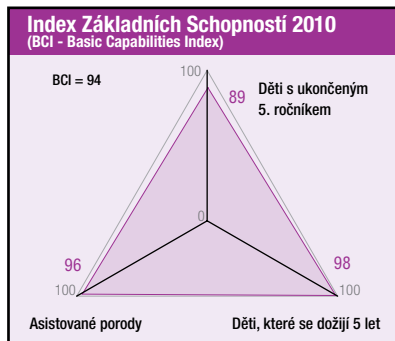 Index Základních Schopností 2010
(BCI - Basic Capabilities Index)
BCI = 94
100
89
Děti s ukončeným
5. ročníkem
0
96
98
100
100
Asistované porody
Děti, které se dožijí 5 let